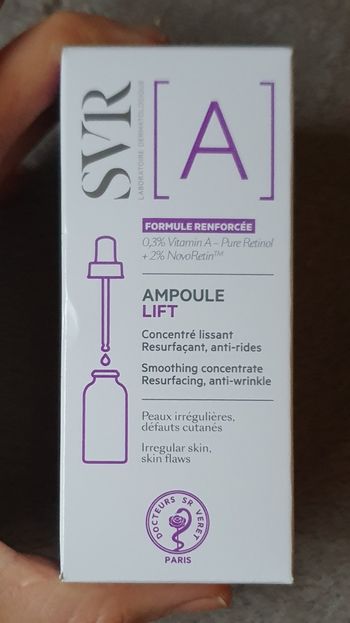 SVR
LABORATOIRE DERMATOLOGIQUE
[A]
FORMULE RENFORCÉE
0,3% Vitamin A – Pure Retinol
+ 2% NovoRetin™
AMPOULE
LIFT
Concentré lissant
Resurfaçant, anti-rides
Smoothing concentrate
Resurfacing, anti-wrinkle
Peaux irrégulières,
défauts cutanés
Irregular skin,
skin flaws
DOCTEURS SR VERET
PARIS